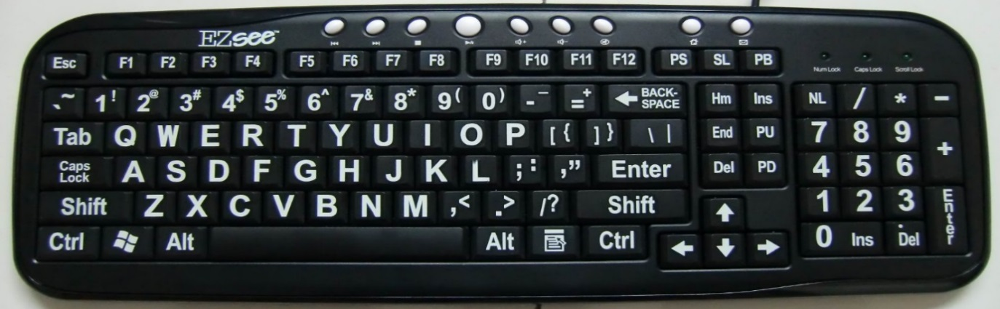 EZsee™
Esc F1 F2 F3 F4 F5 F6 F7 F8 F9 F10 F11 F12 PS SL PB
Num Lock Caps Lock Scroll Lock
` ~ 1 ! 2 @ 3 # 4 $ 5 % 6 ^ 7 & 8 * 9 ( 0 ) - _ = + BACK-SPACE Hm Ins NL / * -
Tab Q W E R T Y U I O P [ { ] } \ | End PU 7 8 9 +
Caps Lock A S D F G H J K L ; : , ” Enter Del PD 4 5 6
Shift Z X C V B N M , < . > / ? Shift 1 2 3 Enter
Ctrl Alt Alt Ctrl 0 Ins . Del